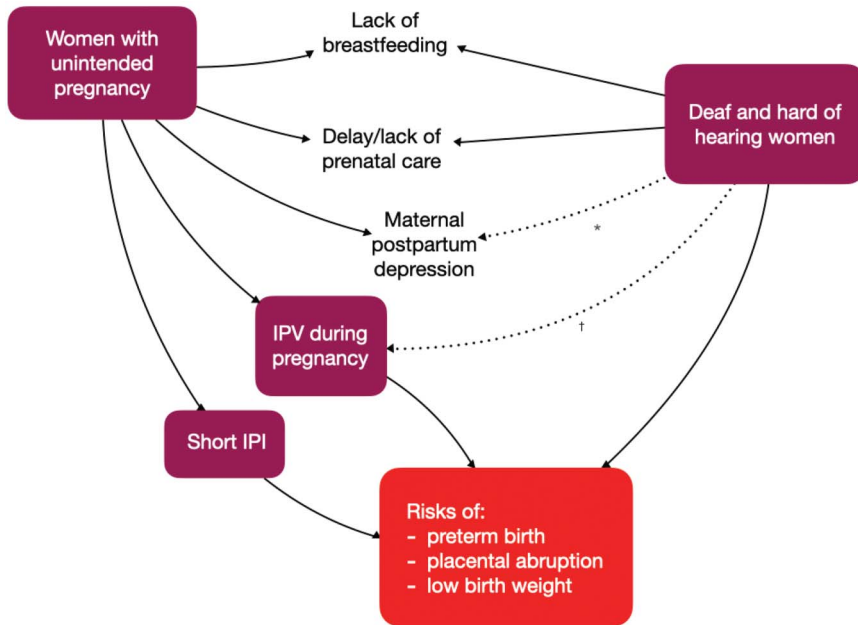 Women with
unintended
pregnancy
Lack of
breastfeeding
Deaf and hard of
hearing women
Delay/lack of
prenatal care
Maternal
postpartum
depression
*
IPV during
pregnancy
†
Short IPI
Risks of:
- preterm birth
- placental abruption
- low birth weight